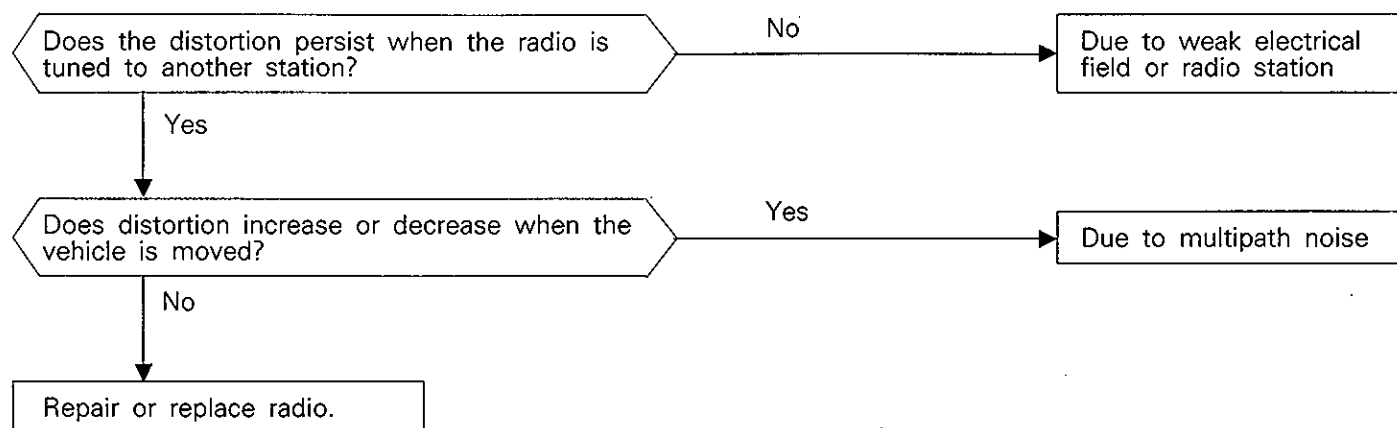 Does the distortion persist when the radio is
tuned to another station?
No
Due to weak electrical
field or radio station
Yes
Does distortion increase or decrease when the
vehicle is moved?
Yes
Due to multipath noise
No
Repair or replace radio.